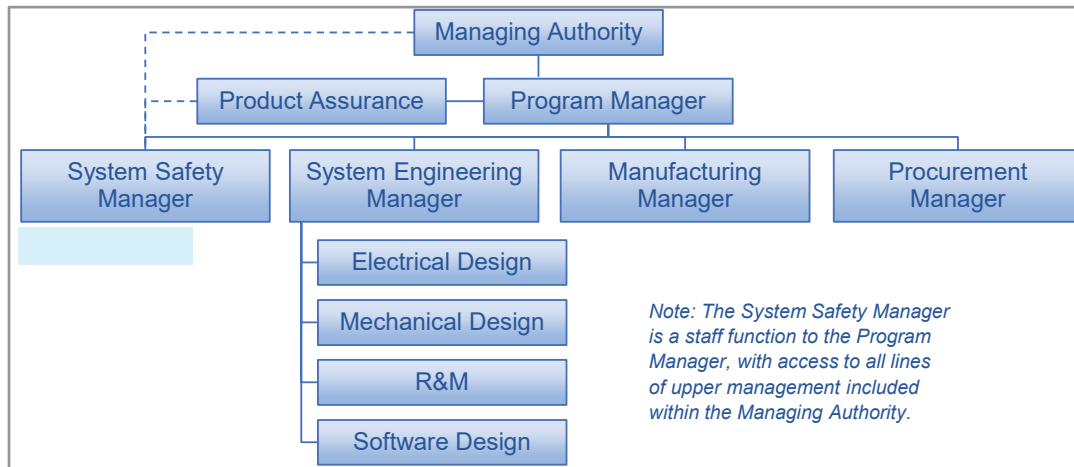 Managing Authority
Product Assurance
Program Manager
System Safety
Manager
System Engineering
Manager
Manufacturing
Manager
Procurement
Manager
Electrical Design
Mechanical Design
R&M
Software Design
Note: The System Safety Manager
is a staff function to the Program
Manager, with access to all lines
of upper management included
within the Managing Authority.